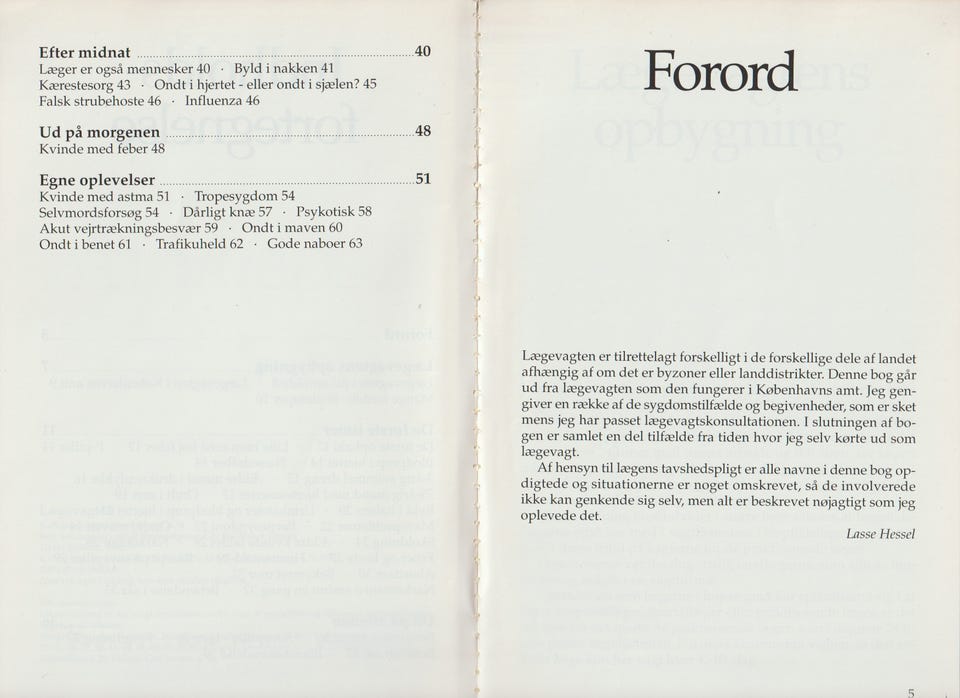 Efter midnat ........................................................................40
Læger er også mennesker 40 · Byld i nakken 41
Kærestesorg 43 · Ondt i hjertet - eller ondt i sjælen? 45
Falsk strubehoste 46 · Influenza 46
Ud på morgenen ................................................................48
Kvinde med feber 48
Egne oplevelser ..................................................................51
Kvinde med astma 51 · Tropesygdom 54
Selvmordsforsøg 54 · Dårligt knæ 57 · Psykotisk 58
Akut vejrtrækningsbesvær 59 · Ondt i maven 60
Ondt i benet 61 · Trafikuheld 62 · Gode naboer 63
Forord
Lægevagten er tilrettelagt forskelligt i de forskellige dele af landet
afhængig af om det er byzoner eller landdistrikter. Denne bog går
ud fra lægevagten som den fungerer i Københavns amt. Jeg gen-
giver en række af de sygdomstilfælde og begivenheder, som er sket
mens jeg har passet lægevagtskonsultationen. I slutningen af bo-
gen er samlet en del tilfælde fra tiden hvor jeg selv kørte ud som
lægevagt.
Af hensyn til lægens tavshedspligt er alle navne i denne bog op-
digtede og situationerne er noget omskrevet, så de involverede
ikke kan genkende sig selv, men alt er beskrevet nøjagtigt som jeg
oplevede det.
Lasse Hessel
5